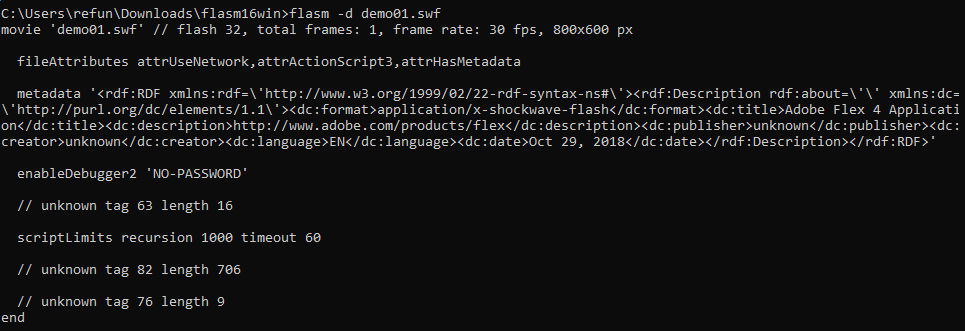 C:\Users\refun\Downloads\flasm16win>flasm -d demo01.swf
movie 'demo01.swf' // flash 32, total frames: 1, frame rate: 30 fps, 800x600 px
fileAttributes attrUseNetwork,attrActionScript3,attrHasMetadata
metadata '<rdf:RDF xmlns:rdf=\'http://www.w3.org/1999/02/22-rdf-syntax-ns#\'><rdf:Description rdf:about=\'\' xmlns:dc=
\'http://purl.org/dc/elements/1.1\'><dc:format>application/x-shockwave-flash</dc:format><dc:title>Adobe Flex 4 Applicati
on</dc:title><dc:description>http://www.adobe.com/products/flex</dc:description><dc:publisher>unknown</dc:publisher><dc:
creator>unknown</dc:creator><dc:language>EN</dc:language><dc:date>Oct 29, 2018</dc:date></rdf:Description></rdf:RDF>'
enableDebugger2 'NO-PASSWORD'
// unknown tag 63 length 16
scriptLimits recursion 1000 timeout 60
// unknown tag 82 length 706
// unknown tag 76 length 9
end